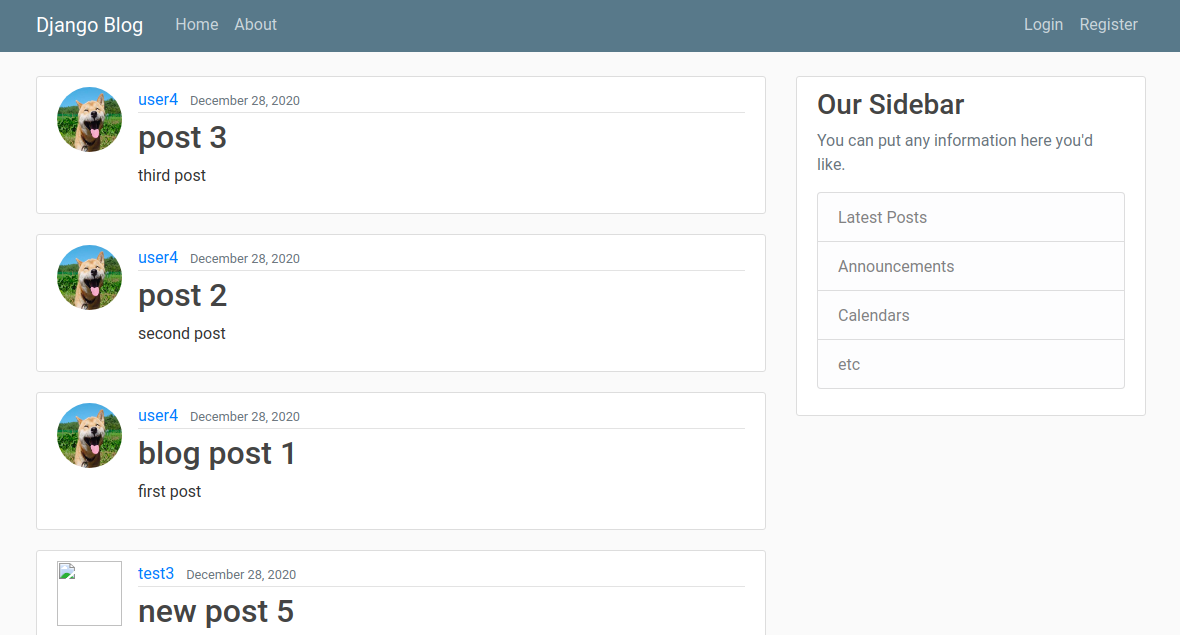 Django Blog Home About Login Register
user4 December 28, 2020
post 3
third post
user4 December 28, 2020
post 2
second post
user4 December 28, 2020
blog post 1
first post
test3 December 28, 2020
new post 5
Our Sidebar
You can put any information here you'd
like.
Latest Posts
Announcements
Calendars
etc